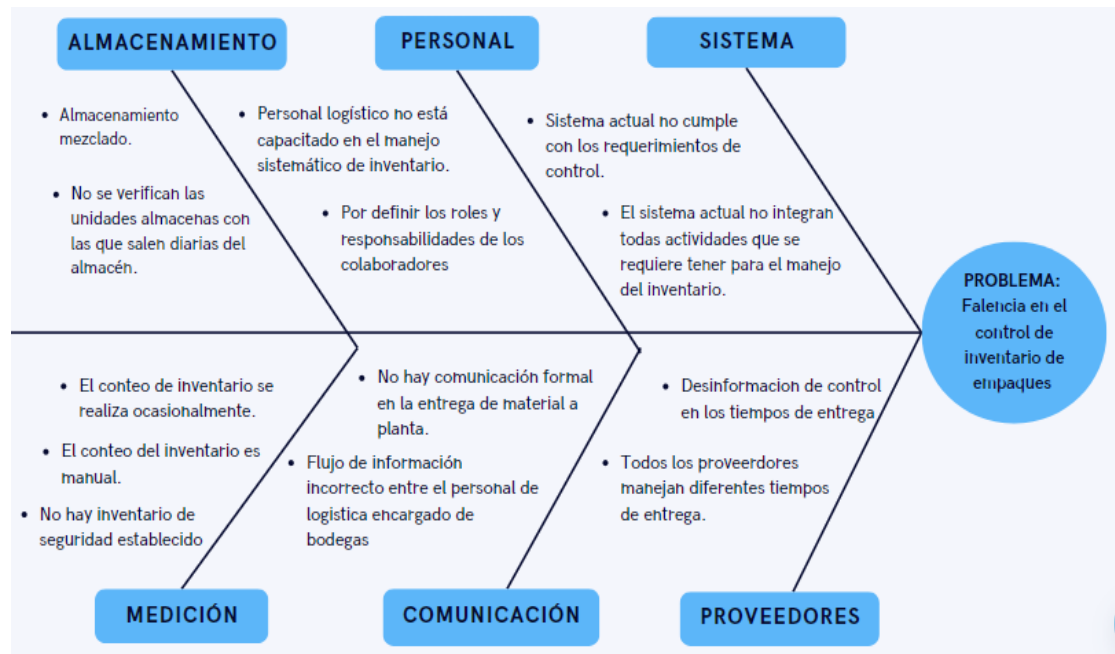 ALMACENAMIENTO
PERSONAL
SISTEMA
• Almacenamiento
mezclado.
• No se verifican las
unidades almacenas con
las que salen diarias del
almacén.
• Personal logístico no está
capacitado en el manejo
sistemático de inventario.
• Por definir los roles y
responsabilidades de los
colaboradores
• Sistema actual no cumple
con los requerimientos de
control.
• El sistema actual no integran
todas actividades que se
requiere tener para el manejo
del inventario.
PROBLEMA:
Falencia en el
control de
inventario de
empaques
• El conteo de inventario se
realiza ocasionalmente.
• El conteo del inventario es
manual.
• No hay inventario de
seguridad establecido
• No hay comunicación formal
en la entrega de material a
planta.
• Flujo de información
incorrecto entre el personal de
logistica encargado de
bodegas
• Desinformacion de control
en los tiempos de entrega
• Todos los proveerdores
manejan diferentes tiempos
de entrega.
MEDICIÓN
COMUNICACIÓN
PROVEEDORES